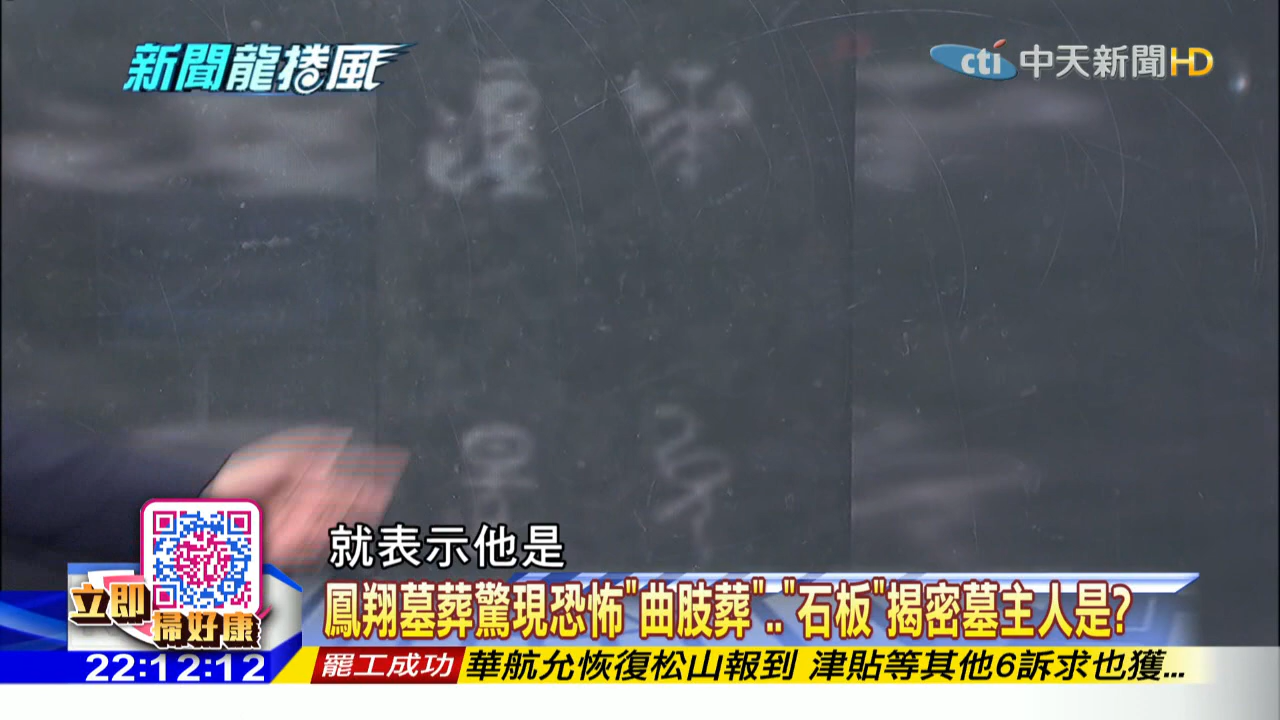 新聞龍捲風
cti中天新聞HD
就表示他是
鳳翔墓葬驚現恐怖"曲肢葬".."石板"揭密墓主人是?
立即
掃好康
22:12:12
罷工成功 華航允恢復松山報到 津貼等其他6訴求也獲...